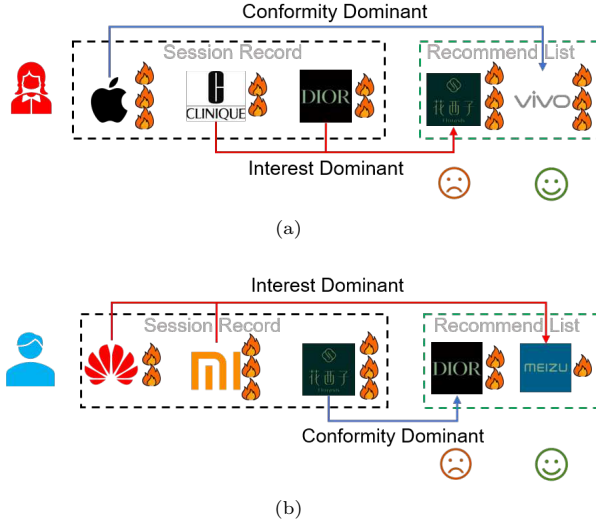 Conformity Dominant
Session Record
Recommend List
CLINIQUE
DIOR
花西子
vivo
Interest Dominant
(a)
Interest Dominant
Session Record
Recommend List
mi
花西子
DIOR
MEIZU
Conformity Dominant
(b)